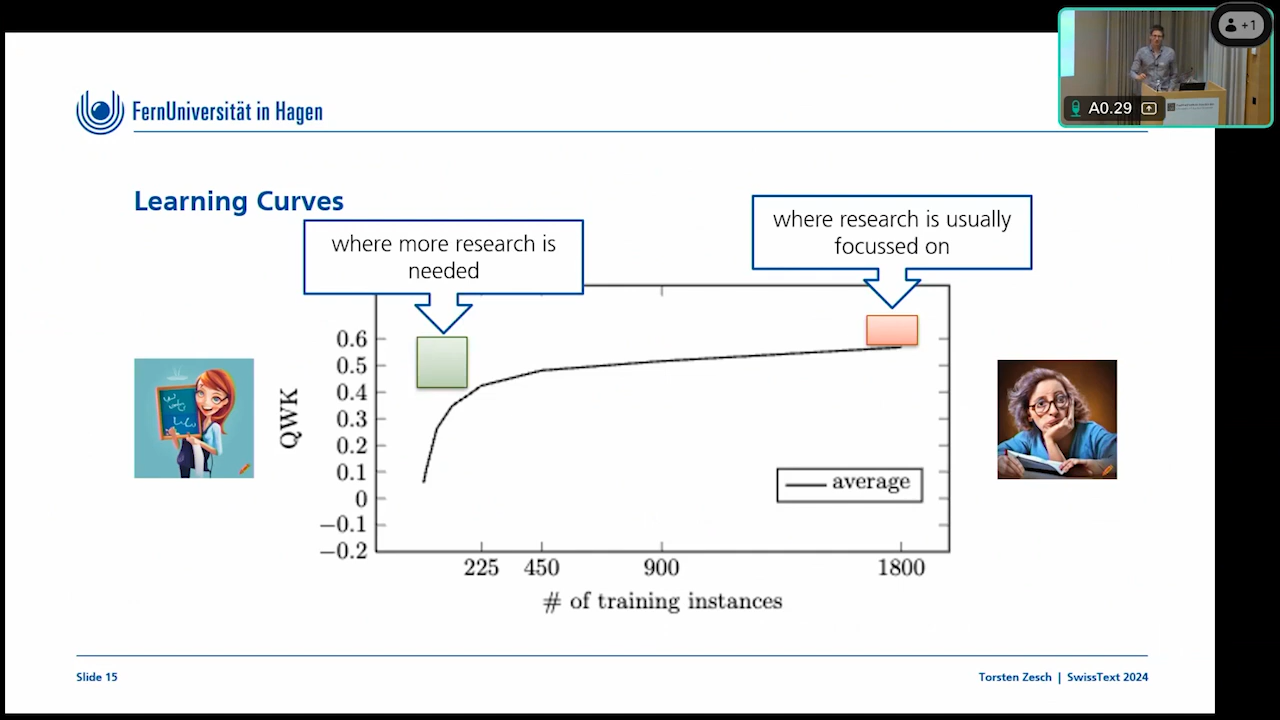 +1
A0.29
FernUniversität in Hagen
Learning Curves
where more research is
needed
where research is usually
focussed on
QWK
0.6
0.5
0.4
0.3
0.2
0.1
0
−0.1
−0.2
average
225 450 900 1800
# of training instances
Slide 15
Torsten Zesch | SwissText 2024